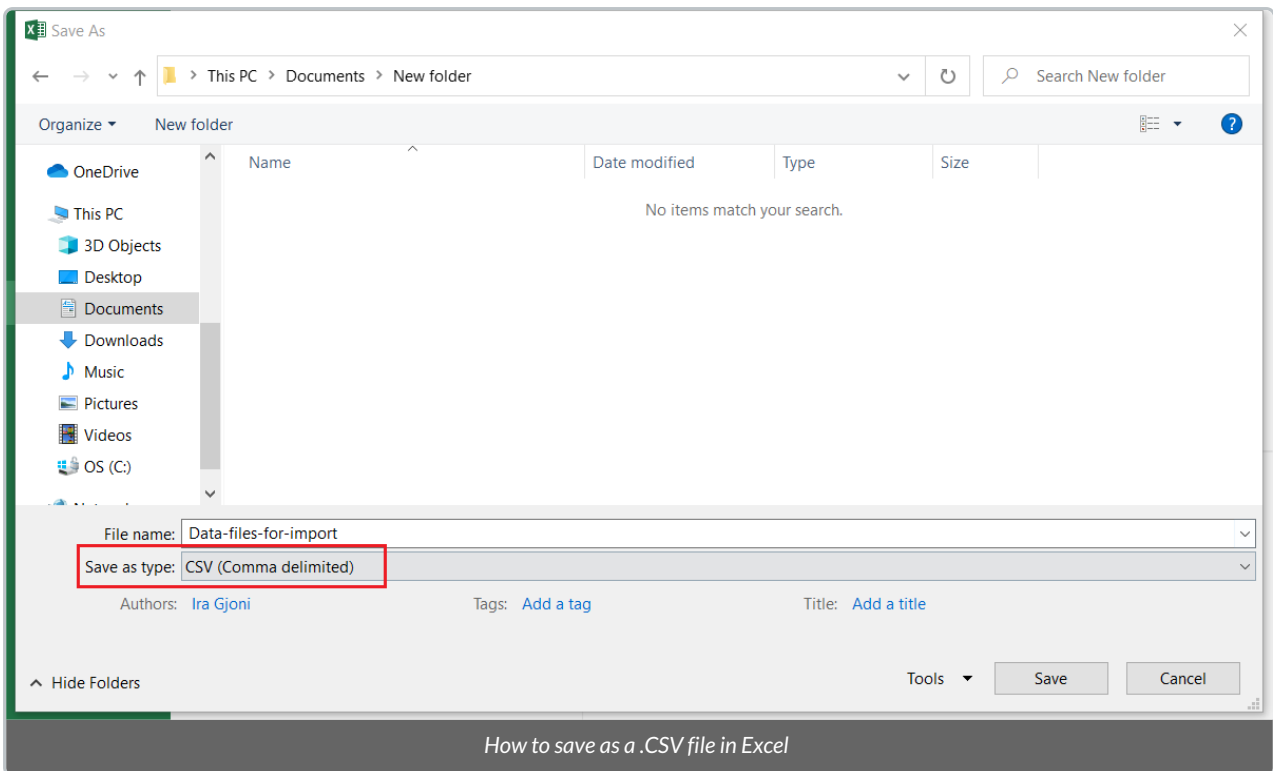 Save As
This PC > Documents > New folder
Search New folder
Organize
New folder
?
Name
Date modified
Type
Size
OneDrive
No items match your search.
This PC
3D Objects
Desktop
Documents
Downloads
Music
Pictures
Videos
OS (C:)
File name: Data-files-for-import
Save as type: CSV (Comma delimited)
Authors: Ira Gjoni
Tags: Add a tag
Title: Add a title
Hide Folders
Tools
Save
Cancel
How to save as a .CSV file in Excel